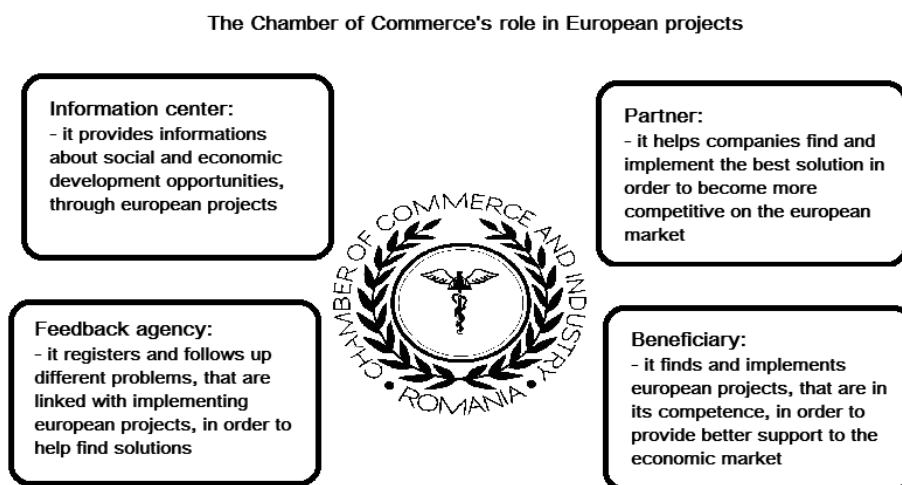 The Chamber of Commerce's role in European projects
Information center:
- it provides informations
about social and economic
development opportunities,
through european projects
Partner:
- it helps companies find and
implement the best solution in
order to become more
competitive on the european
market
CHAMBER OF COMMERCE AND INDUSTRY
• ROMANIA •
Feedback agency:
- it registers and follows up
different problems, that are
linked with implementing
european projects, in order to
help find solutions
Beneficiary:
- it finds and implements
european projects, that are in
its competence, in order to
provide better support to the
economic market